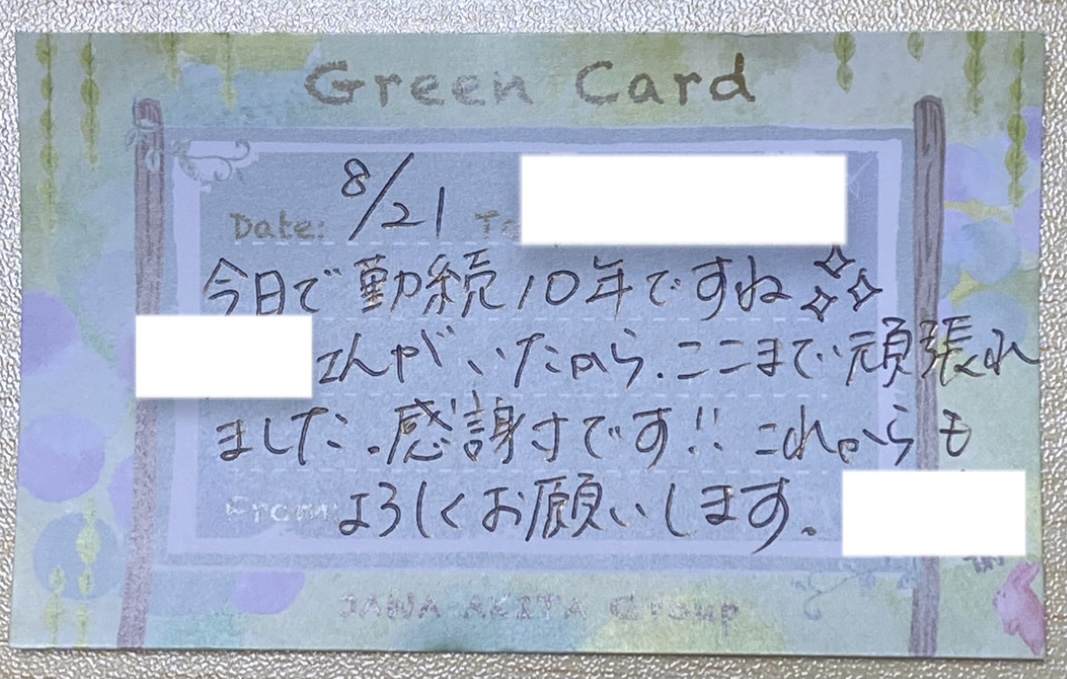 Green Card
Date: 8/21 To
今日で勤続10年ですね
さんが、いたから、ここまで頑張れ
ました。感謝です!! これからも
From: よろしくお願いします。
Group